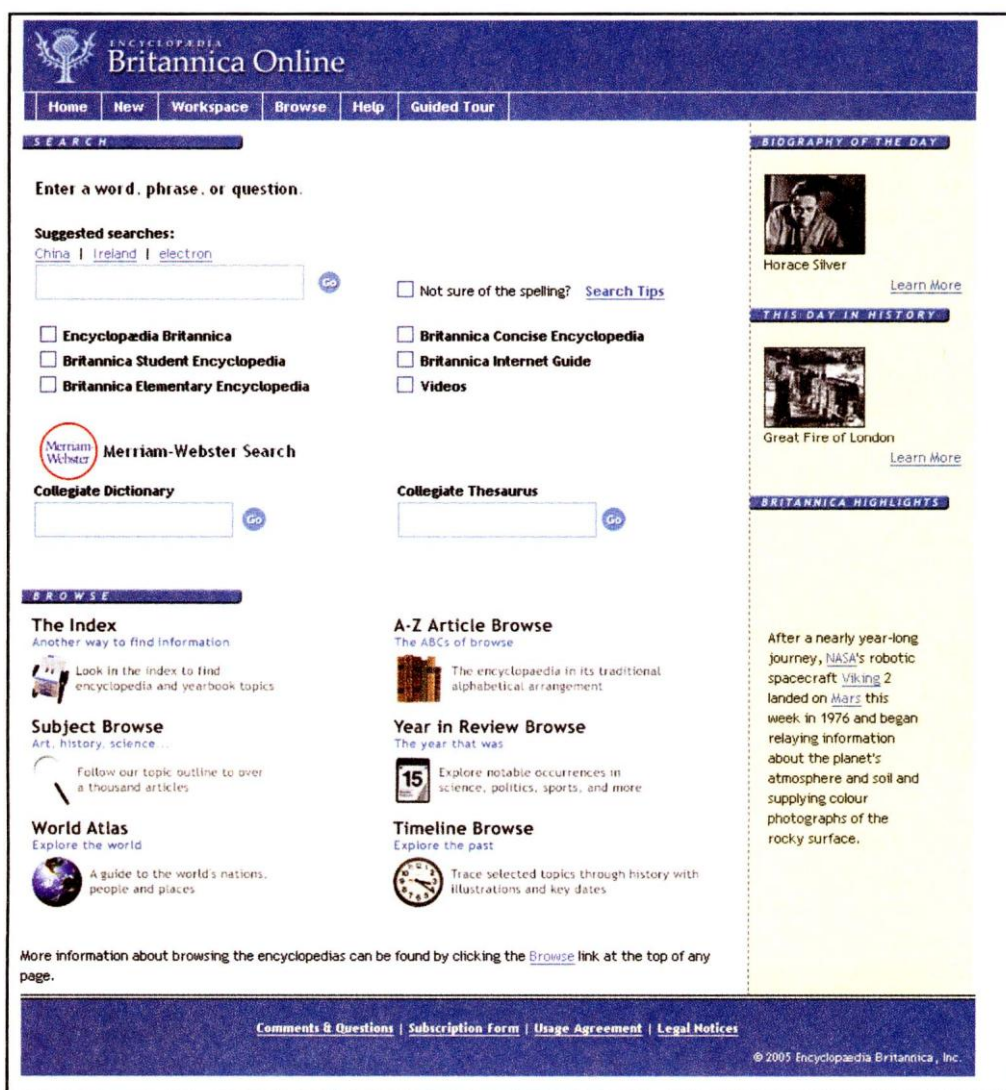 ENCYCLOPÆDIA
Britannica Online
Home New Workspace Browse Help Guided Tour
SEARCH
Enter a word, phrase, or question.
Suggested searches:
China | Ireland | electron
Go
Not sure of the spelling? Search Tips
Encyclopædia Britannica
Britannica Concise Encyclopedia
Britannica Student Encyclopedia
Britannica Internet Guide
Britannica Elementary Encyclopedia
Videos
Merriam-
Webster
Merriam-Webster Search
Collegiate Dictionary
Go
Collegiate Thesaurus
Go
BROWSE
The Index
Another way to find information
Look in the index to find
encyclopedia and yearbook topics
A-Z Article Browse
The ABCs of browse
The encyclopaedia in its traditional
alphabetical arrangement
Subject Browse
Art, history, science...
Follow our topic outline to over
a thousand articles
Year in Review Browse
The year that was
15
Explore notable occurrences in
science, politics, sports, and more
World Atlas
Explore the world
A guide to the world's nations,
people and places
Timeline Browse
Explore the past
Trace selected topics through history with
illustrations and key dates
More information about browsing the encyclopedias can be found by clicking the Browse link at the top of any
page.
BIOGRAPHY OF THE DAY
Horace Silver
Learn More
THIS DAY IN HISTORY
Great Fire of London
Learn More
BRITANNICA HIGHLIGHTS
After a nearly year-long
journey, NASA's robotic
spacecraft Viking 2
landed on Mars this
week in 1976 and began
relaying information
about the planet's
atmosphere and soil and
supplying colour
photographs of the
rocky surface.
Comments & Questions | Subscription Form | Usage Agreement | Legal Notices
© 2005 Encyclopædia Britannica, Inc.